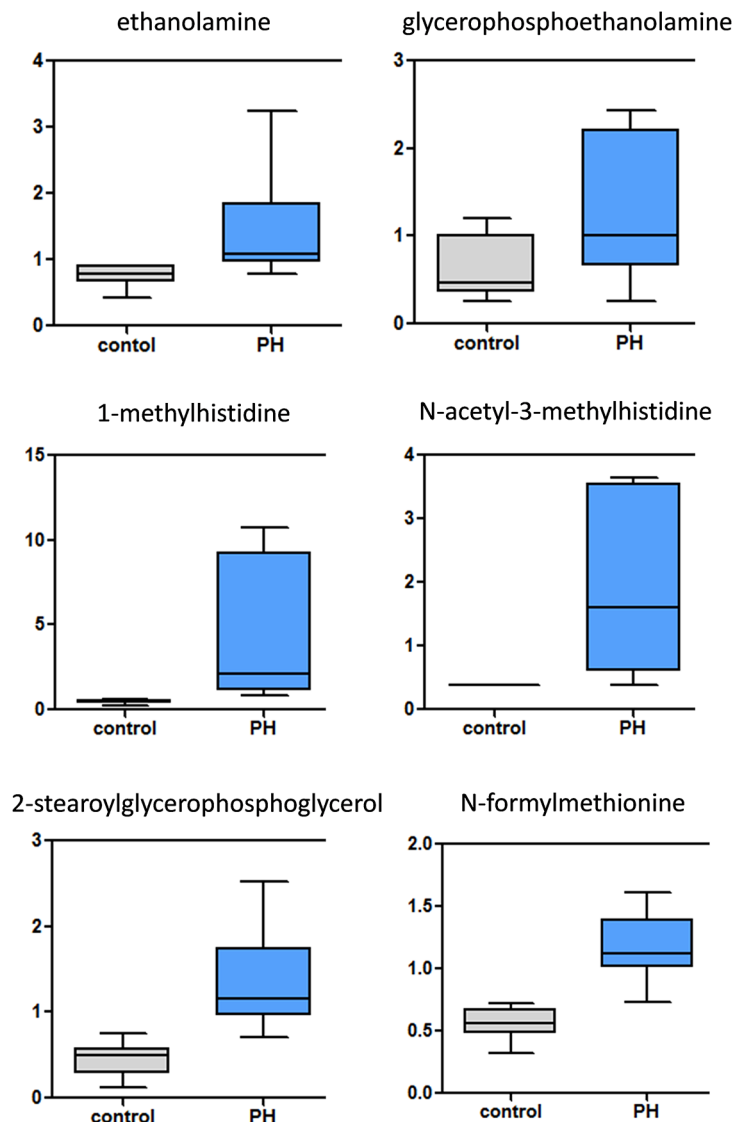 ethanolamine
4
3
2
1
0
contol
PH
glycerophosphoethanolamine
3
2
1
0
control
PH
1-methylhistidine
15
10
5
0
control
PH
N-acetyl-3-methylhistidine
4
3
2
1
0
control
PH
2-stearoylglycerophosphoglycerol
3
2
1
0
control
PH
N-formylmethionine
2.0
1.5
1.0
0.5
0.0
control
PH